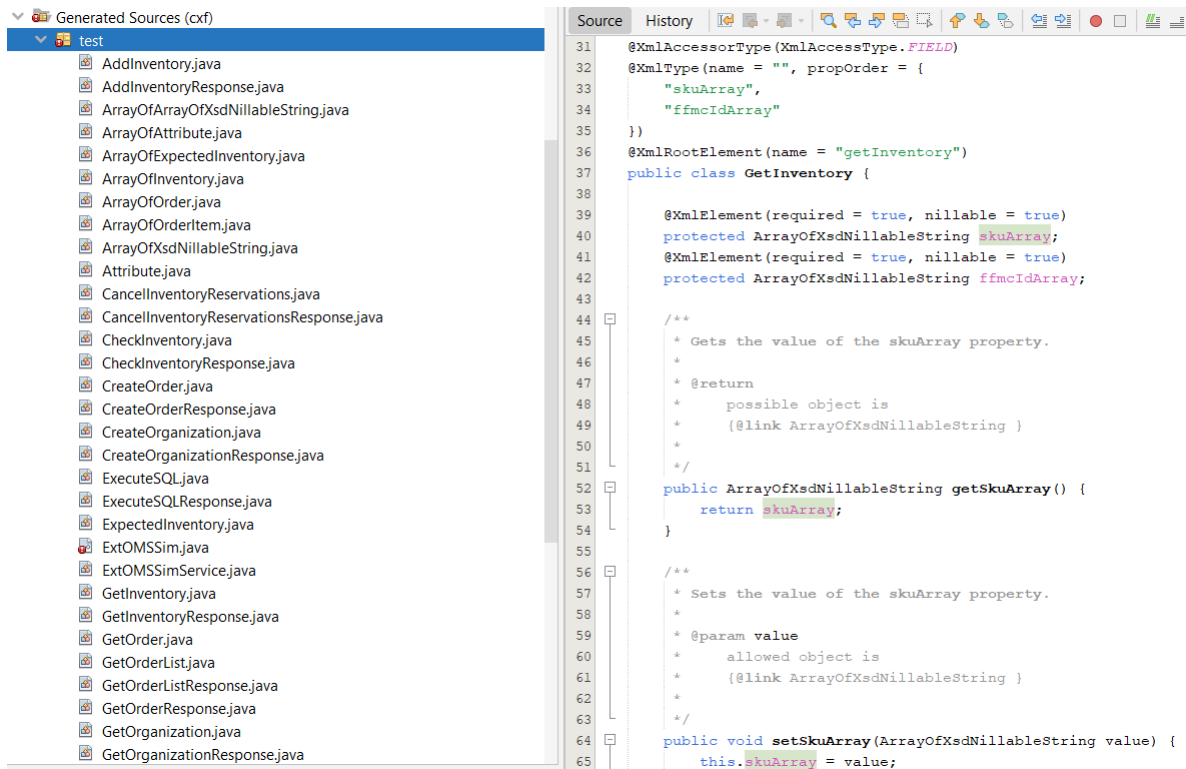 Generated Sources (cxf)
test
AddInventory.java
AddInventoryResponse.java
ArrayOfArrayOfXsdNillableString.java
ArrayOfAttribute.java
ArrayOfExpectedInventory.java
ArrayOfInventory.java
ArrayOfOrder.java
ArrayOfOrderItem.java
ArrayOfXsdNillableString.java
Attribute.java
CancelInventoryReservations.java
CancelInventoryReservationsResponse.java
CheckInventory.java
CheckInventoryResponse.java
CreateOrder.java
CreateOrderResponse.java
CreateOrganization.java
CreateOrganizationResponse.java
ExecuteSQL.java
ExecuteSQLResponse.java
ExpectedInventory.java
ExtOMSSim.java
ExtOMSSimService.java
GetInventory.java
GetInventoryResponse.java
GetOrder.java
GetOrderList.java
GetOrderListResponse.java
GetOrderResponse.java
GetOrganization.java
GetOrganizationResponse.java
Source History
31 @XmlAccessorType(XmlAccessType.FIELD)
32 @XmlType(name = "", propOrder = {
33     "skuArray",
34     "ffmcIdArray"
35 })
36 @XmlRootElement(name = "getInventory")
37 public class GetInventory {
38
39     @XmlElement(required = true, nillable = true)
40     protected ArrayOfXsdNillableString skuArray;
41     @XmlElement(required = true, nillable = true)
42     protected ArrayOfXsdNillableString ffmcIdArray;
43
44     /**
45      * Gets the value of the skuArray property.
46      *
47      * @return
48      *     possible object is
49      *     {@link ArrayOfXsdNillableString }
50      *
51      */
52     public ArrayOfXsdNillableString getSkuArray() {
53         return skuArray;
54     }
55
56     /**
57      * Sets the value of the skuArray property.
58      *
59      * @param value
60      *     allowed object is
61      *     {@link ArrayOfXsdNillableString }
62      *
63      */
64     public void setSkuArray(ArrayOfXsdNillableString value) {
65         this.skuArray = value;